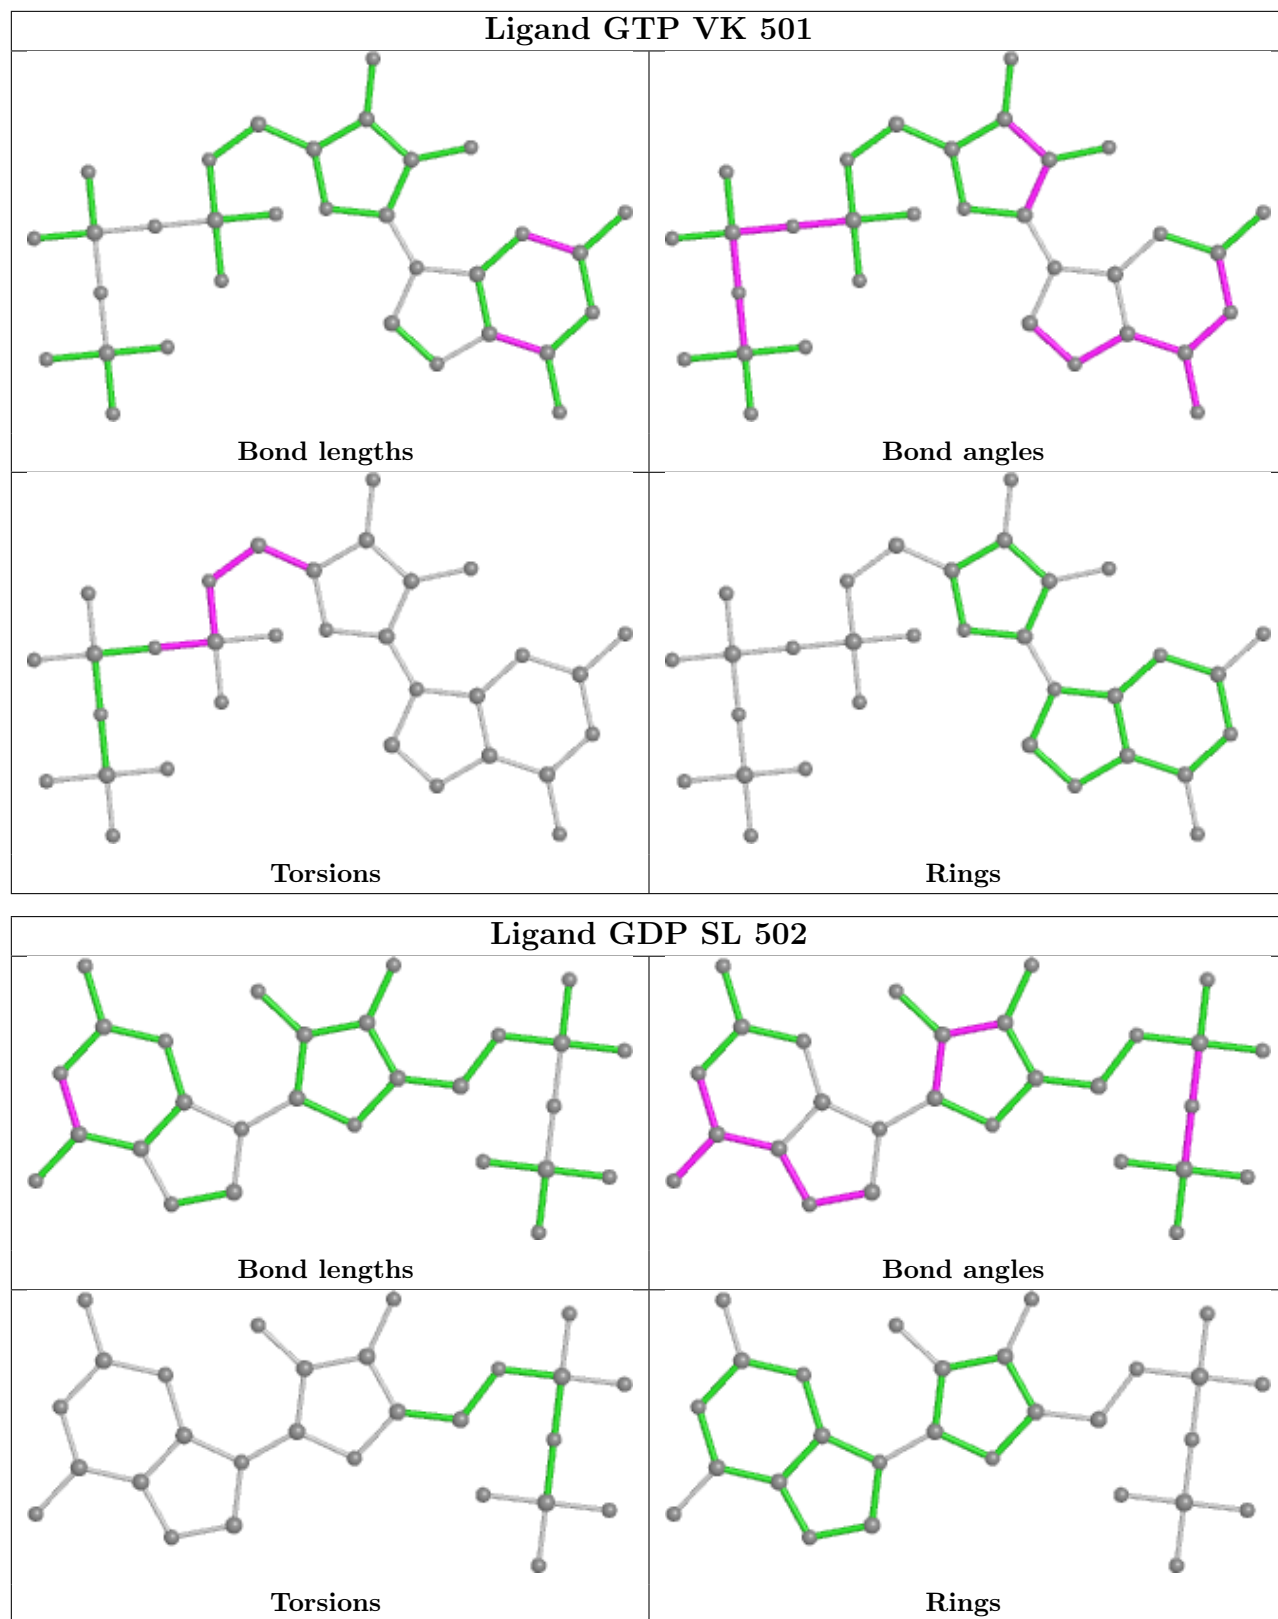 Ligand GTP VK 501
Bond lengths
Bond angles
Torsions
Rings
Ligand GDP SL 502
Bond lengths
Bond angles
Torsions
Rings